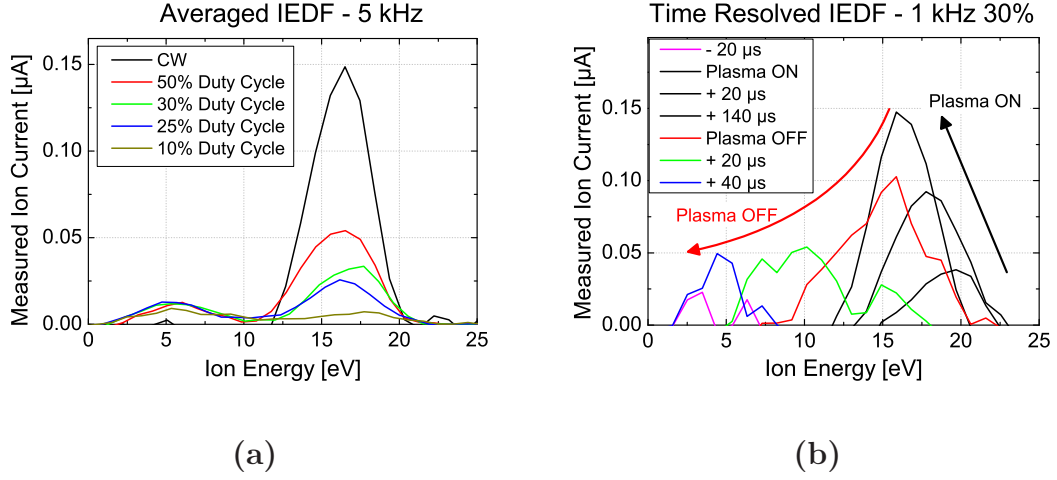 Averaged IEDF - 5 kHz
Measured Ion Current [µA]
0.15
0.10
0.05
0.00
CW
50% Duty Cycle
30% Duty Cycle
25% Duty Cycle
10% Duty Cycle
0 5 10 15 20 25
Ion Energy [eV]
(a)
Time Resolved IEDF - 1 kHz 30%
Measured Ion Current [µA]
0.15
0.10
0.05
0.00
- 20 µs
Plasma ON
+ 20 µs
+ 140 µs
Plasma OFF
+ 20 µs
+ 40 µs
Plasma ON
Plasma OFF
0 5 10 15 20 25
Ion Energy [eV]
(b)